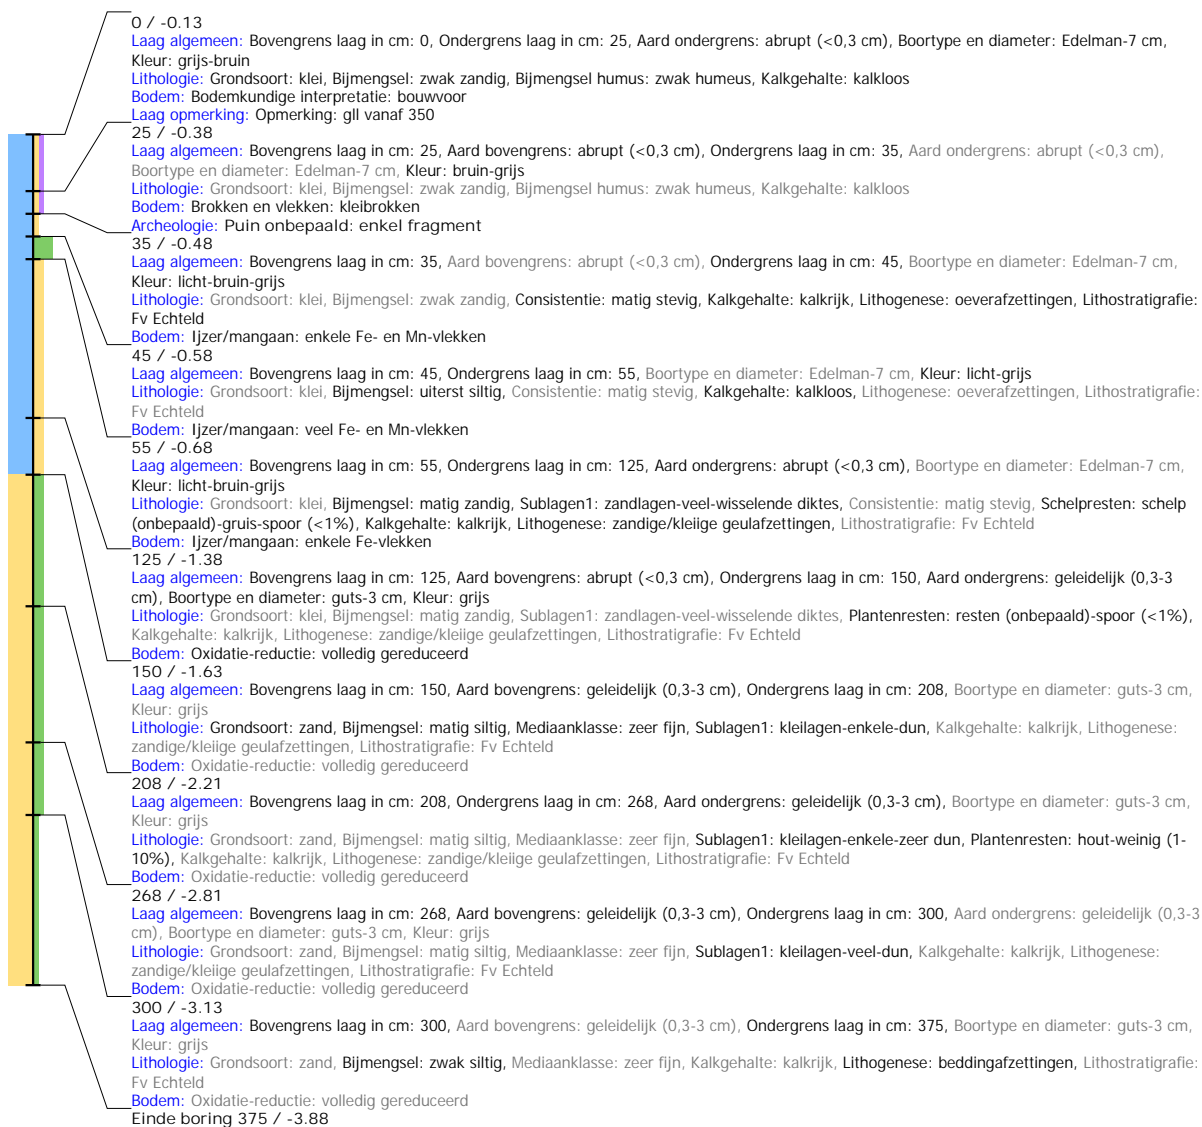 0 / -0.13
Laag algemeen: Bovengrens laag in cm: 0, Ondergrens laag in cm: 25, Aard ondergrens: abrupt (<0,3 cm), Boortype en diameter: Edelman-7 cm,
Kleur: grijs-bruin
Lithologie: Grondsoort: klei, Bijmengsel: zwak zandig, Bijmengsel humus: zwak humeus, Kalkgehalte: kalkloos
Bodem: Bodemkundige interpretatie: bouwvoor
Laag opmerking: Opmerking: gll vanaf 350
25 / -0.38
Laag algemeen: Bovengrens laag in cm: 25, Aard bovengrens: abrupt (<0,3 cm), Ondergrens laag in cm: 35, Aard ondergrens: abrupt (<0,3 cm),
Boortype en diameter: Edelman-7 cm, Kleur: bruin-grijs
Lithologie: Grondsoort: klei, Bijmengsel: zwak zandig, Bijmengsel humus: zwak humeus, Kalkgehalte: kalkloos
Bodem: Brokken en vlekken: kleibrokken
Archeologie: Puin onbepaald: enkel fragment
35 / -0.48
Laag algemeen: Bovengrens laag in cm: 35, Aard bovengrens: abrupt (<0,3 cm), Ondergrens laag in cm: 45, Boortype en diameter: Edelman-7 cm,
Kleur: licht-bruin-grijs
Lithologie: Grondsoort: klei, Bijmengsel: zwak zandig, Consistentie: matig stevig, Kalkgehalte: kalkrijk, Lithogenese: oeverafzettingen, Lithostratigrafie:
Fv Echteld
Bodem: Ijzer/mangaan: enkele Fe- en Mn-vlekken
45 / -0.58
Laag algemeen: Bovengrens laag in cm: 45, Ondergrens laag in cm: 55, Boortype en diameter: Edelman-7 cm, Kleur: licht-grijs
Lithologie: Grondsoort: klei, Bijmengsel: uiterst siltig, Consistentie: matig stevig, Kalkgehalte: kalkloos, Lithogenese: oeverafzettingen, Lithostratigrafie:
Fv Echteld
Bodem: Ijzer/mangaan: veel Fe- en Mn-vlekken
55 / -0.68
Laag algemeen: Bovengrens laag in cm: 55, Ondergrens laag in cm: 125, Aard ondergrens: abrupt (<0,3 cm), Boortype en diameter: Edelman-7 cm,
Kleur: licht-bruin-grijs
Lithologie: Grondsoort: klei, Bijmengsel: matig zandig, Sublagen1: zandlagen-veel-wisselende diktes, Consistentie: matig stevig, Schelpresten: schelp
(onbepaald)-gruis-spoor (<1%), Kalkgehalte: kalkrijk, Lithogenese: zandige/kleiige geulafzettingen, Lithostratigrafie: Fv Echteld
Bodem: Ijzer/mangaan: enkele Fe-vlekken
125 / -1.38
Laag algemeen: Bovengrens laag in cm: 125, Aard bovengrens: abrupt (<0,3 cm), Ondergrens laag in cm: 150, Aard ondergrens: geleidelijk (0,3-3
cm), Boortype en diameter: guts-3 cm, Kleur: grijs
Lithologie: Grondsoort: klei, Bijmengsel: matig zandig, Sublagen1: zandlagen-veel-wisselende diktes, Plantenresten: resten (onbepaald)-spoor (<1%),
Kalkgehalte: kalkrijk, Lithogenese: zandige/kleiige geulafzettingen, Lithostratigrafie: Fv Echteld
Bodem: Oxidatie-reductie: volledig gereduceerd
150 / -1.63
Laag algemeen: Bovengrens laag in cm: 150, Aard bovengrens: geleidelijk (0,3-3 cm), Ondergrens laag in cm: 208, Boortype en diameter: guts-3 cm,
Kleur: grijs
Lithologie: Grondsoort: zand, Bijmengsel: matig siltig, Mediaanklasse: zeer fijn, Sublagen1: kleilagen-enkele-dun, Kalkgehalte: kalkrijk, Lithogenese:
zandige/kleiige geulafzettingen, Lithostratigrafie: Fv Echteld
Bodem: Oxidatie-reductie: volledig gereduceerd
208 / -2.21
Laag algemeen: Bovengrens laag in cm: 208, Ondergrens laag in cm: 268, Aard ondergrens: geleidelijk (0,3-3 cm), Boortype en diameter: guts-3 cm,
Kleur: grijs
Lithologie: Grondsoort: zand, Bijmengsel: matig siltig, Mediaanklasse: zeer fijn, Sublagen1: kleilagen-enkele-zeer dun, Plantenresten: hout-weinig (1-
10%), Kalkgehalte: kalkrijk, Lithogenese: zandige/kleiige geulafzettingen, Lithostratigrafie: Fv Echteld
Bodem: Oxidatie-reductie: volledig gereduceerd
268 / -2.81
Laag algemeen: Bovengrens laag in cm: 268, Aard bovengrens: geleidelijk (0,3-3 cm), Ondergrens laag in cm: 300, Aard ondergrens: geleidelijk (0,3-3
cm), Boortype en diameter: guts-3 cm, Kleur: grijs
Lithologie: Grondsoort: zand, Bijmengsel: matig siltig, Mediaanklasse: zeer fijn, Sublagen1: kleilagen-veel-dun, Kalkgehalte: kalkrijk, Lithogenese:
zandige/kleiige geulafzettingen, Lithostratigrafie: Fv Echteld
Bodem: Oxidatie-reductie: volledig gereduceerd
300 / -3.13
Laag algemeen: Bovengrens laag in cm: 300, Aard bovengrens: geleidelijk (0,3-3 cm), Ondergrens laag in cm: 375, Boortype en diameter: guts-3 cm,
Kleur: grijs
Lithologie: Grondsoort: zand, Bijmengsel: zwak siltig, Mediaanklasse: zeer fijn, Kalkgehalte: kalkrijk, Lithogenese: beddingafzettingen, Lithostratigrafie:
Fv Echteld
Bodem: Oxidatie-reductie: volledig gereduceerd
Einde boring 375 / -3.88